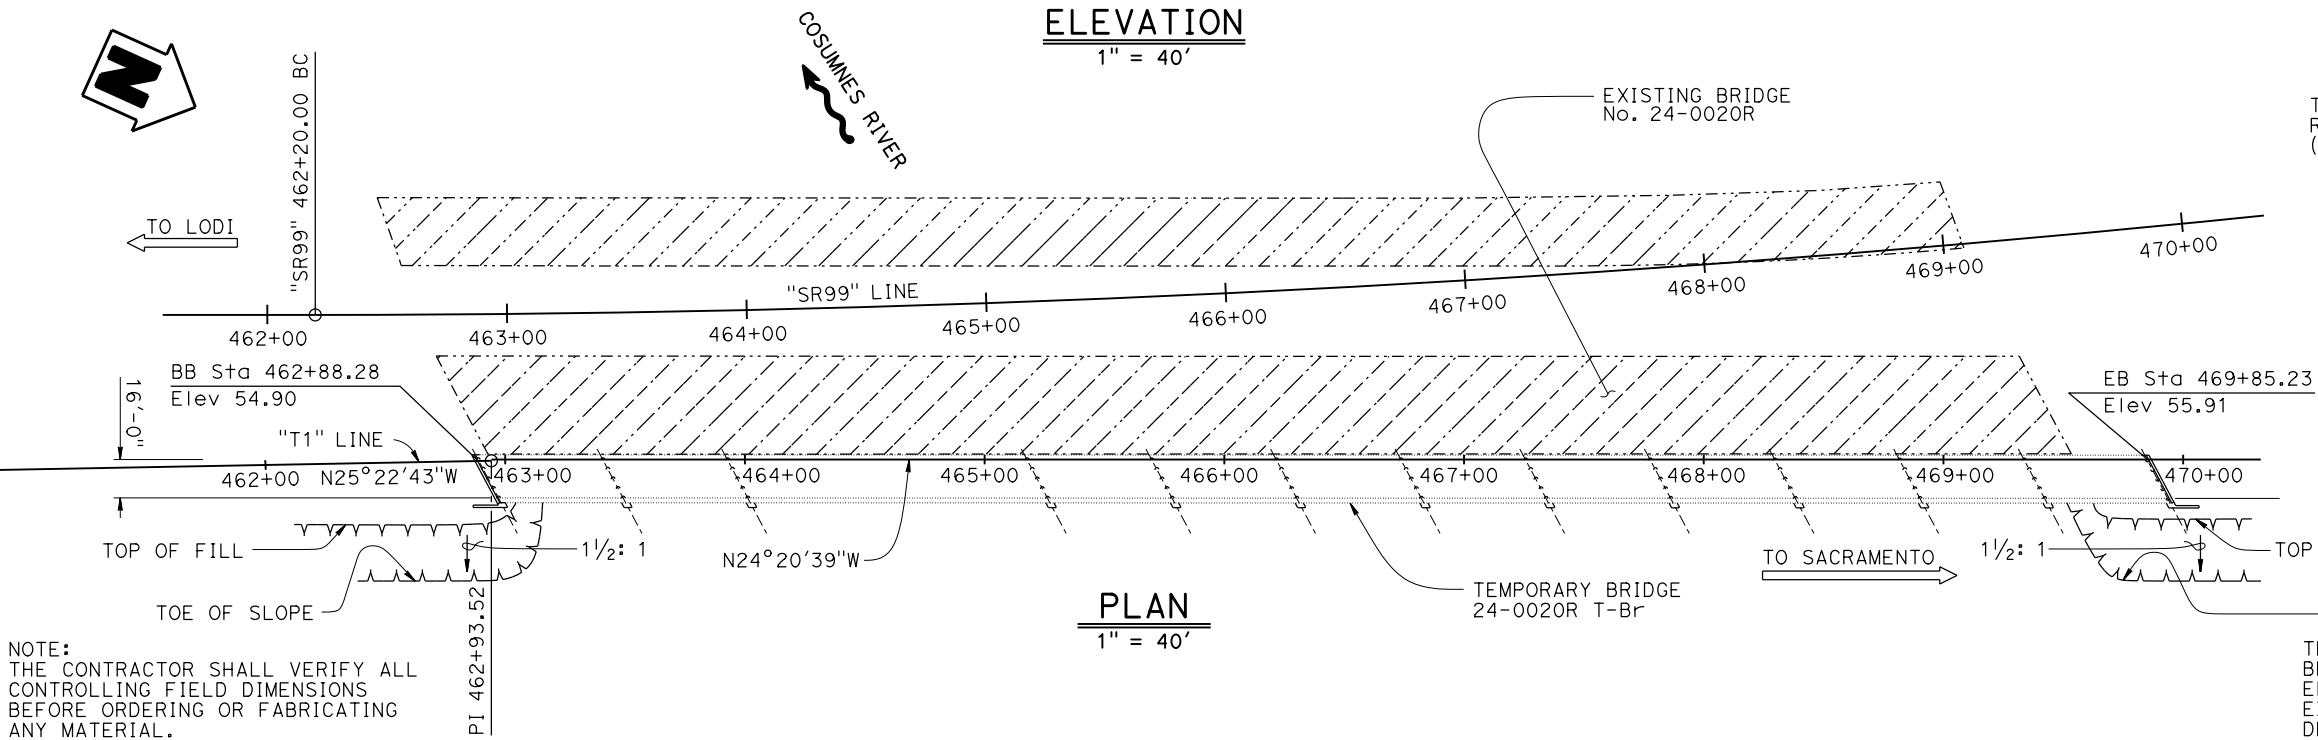 ELEVATION
1" = 40'
N
COSUMNES RIVER
"SR99" 462+20.00 BC
EXISTING BRIDGE
No. 24-0020R
TO LODI
"SR99" LINE
462+00
463+00
464+00
465+00
466+00
467+00
468+00
469+00
470+00
BB Sta 462+88.28
Elev 54.90
16'-0"
EB Sta 469+85.23
Elev 55.91
"T1" LINE
N25°22'43"W
462+00
463+00
464+00
465+00
466+00
467+00
468+00
469+00
470+00
TOP OF FILL
1½: 1
N24°20'39"W
TO SACRAMENTO
1½: 1
TOP
TOE OF SLOPE
PI 462+93.52
TEMPORARY BRIDGE
24-0020R T-Br
PLAN
1" = 40'
NOTE:
THE CONTRACTOR SHALL VERIFY ALL
CONTROLLING FIELD DIMENSIONS
BEFORE ORDERING OR FABRICATING
ANY MATERIAL.